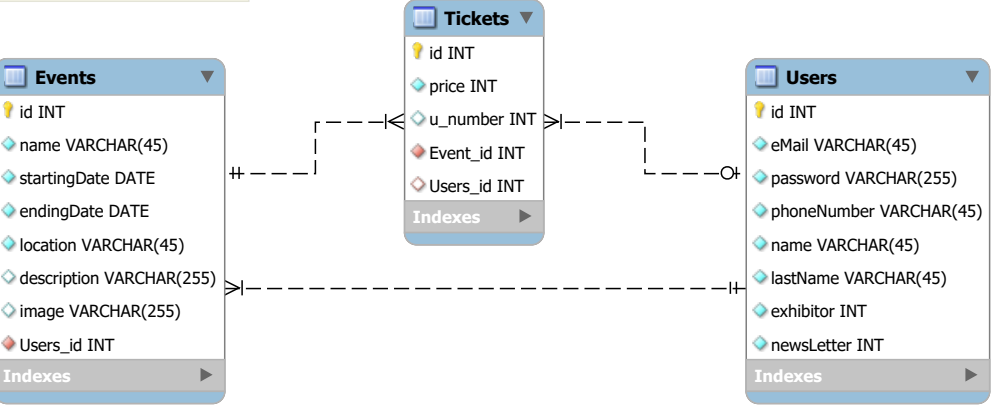 Tickets
id INT
price INT
u_number INT
Event_id INT
Users_id INT
Indexes
Events
id INT
name VARCHAR(45)
startingDate DATE
endingDate DATE
location VARCHAR(45)
description VARCHAR(255)
image VARCHAR(255)
Users_id INT
Indexes
Users
id INT
eMail VARCHAR(45)
password VARCHAR(255)
phoneNumber VARCHAR(45)
name VARCHAR(45)
lastName VARCHAR(45)
exhibitor INT
newsLetter INT
Indexes